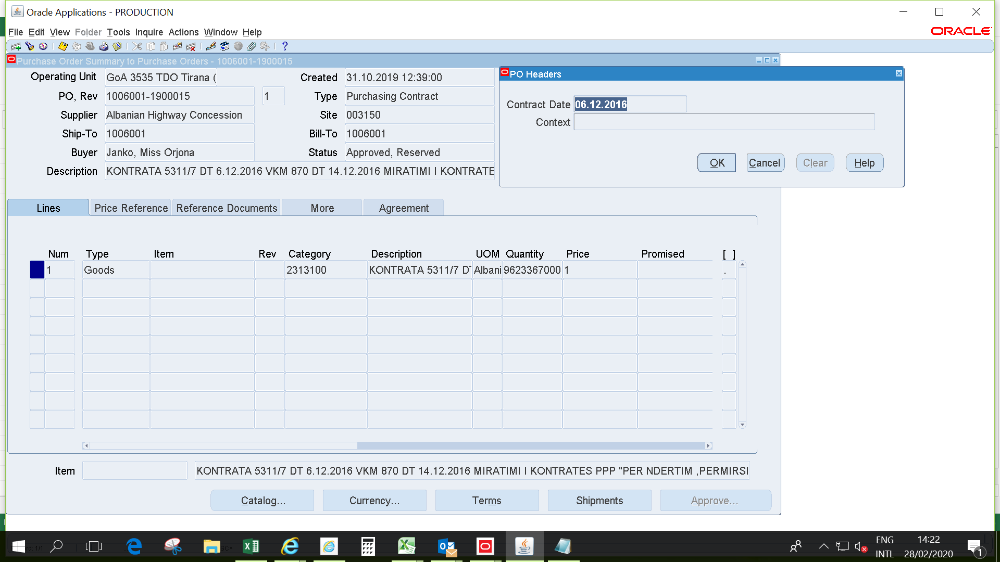 Oracle Applications - PRODUCTION
File Edit View Folder Tools Inquire Actions Window Help
ORACLE
Purchase Order Summary to Purchase Orders - 1006001-1900015
Operating Unit GoA 3535 TDO Tirana (
Created 31.10.2019 12:39:00
PO, Rev 1006001-1900015 1
Type Purchasing Contract
Supplier Albanian Highway Concession
Site 003150
Ship-To 1006001
Bill-To 1006001
Buyer Janko, Miss Orjona
Status Approved, Reserved
Description KONTRATA 5311/7 DT 6.12.2016 VKM 870 DT 14.12.2016 MIRATIMI I KONTRATE
PO Headers
Contract Date 06.12.2016
Context
OK Cancel Clear Help
Lines Price Reference Reference Documents More Agreement
Num Type Item Rev Category Description UOM Quantity Price Promised [ ]
1 Goods 2313100 KONTRATA 5311/7 D Albani 9623367000 1 .
Item KONTRATA 5311/7 DT 6.12.2016 VKM 870 DT 14.12.2016 MIRATIMI I KONTRATES PPP "PER NDERTIM ,PERMIRSI
Catalog... Currency... Terms Shipments Approve...
ENG
INTL
14:22
28/02/2020
1